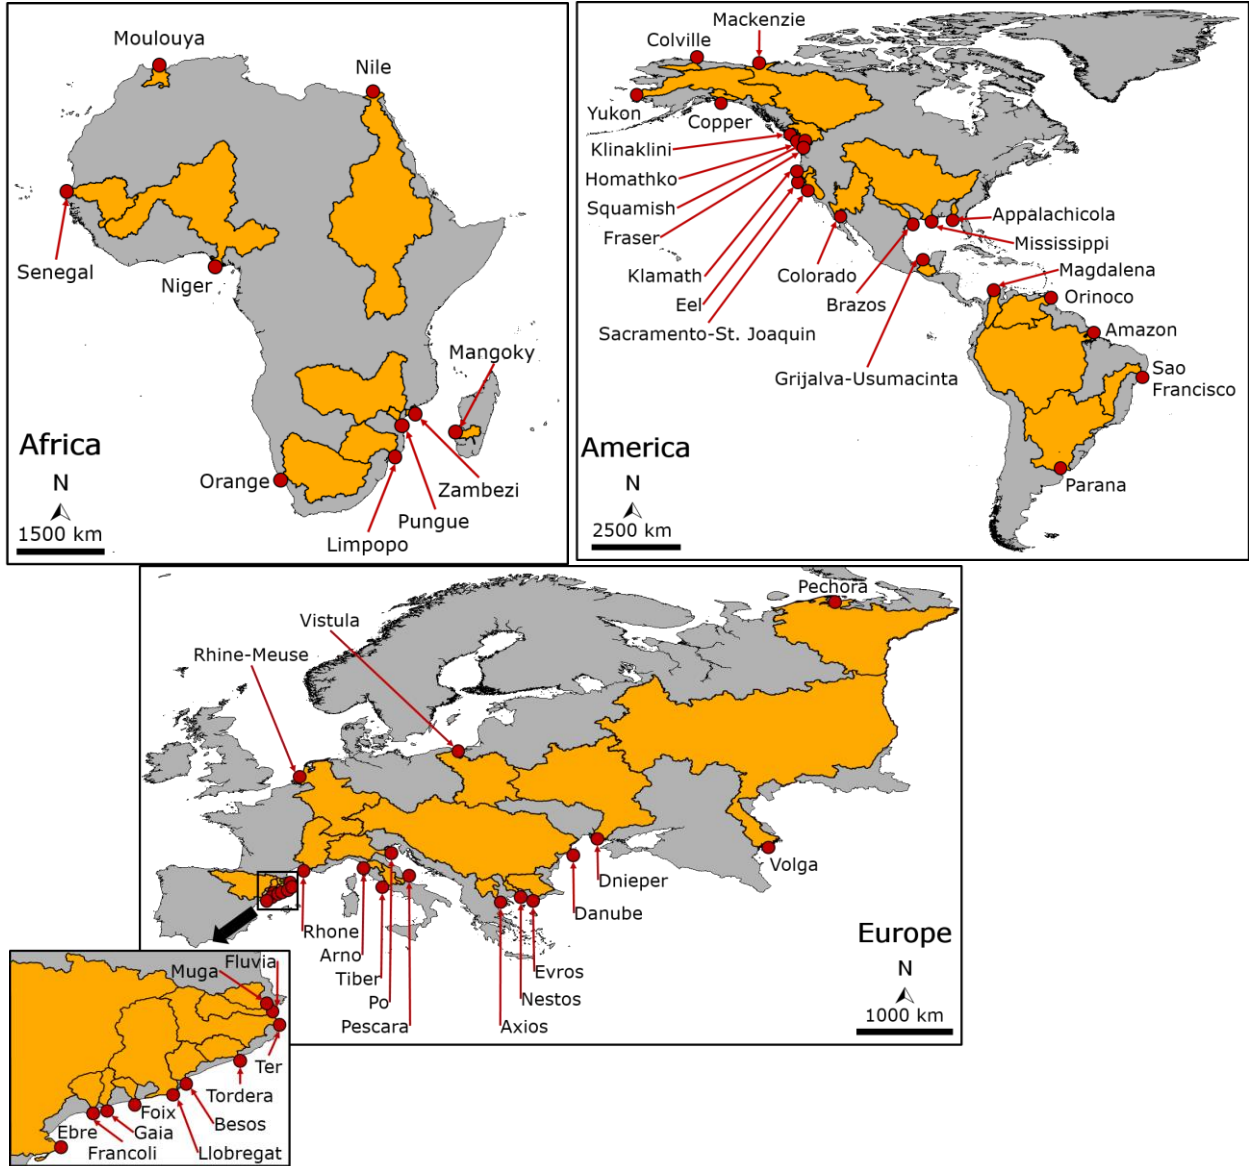 Moulouya
Nile
Senegal
Niger
Mangoky
Africa
N
1500 km
Orange
Zambezi
Pungue
Limpopo
Mackenzie
Colville
Yukon
Copper
Klinaklini
Homathko
Squamish
Fraser
Klamath
Eel
Sacramento-St. Joaquin
Colorado
Brazos
Grijalva-Usumacinta
Appalachicola
Mississippi
Magdalena
Orinoco
Amazon
Sao
Francisco
Parana
America
N
2500 km
Pechora
Vistula
Rhine-Meuse
Volga
Dnieper
Danube
Rhone
Arno
Tiber
Po
Pescara
Evros
Nestos
Axios
Europe
N
1000 km
Fluvia
Muga
Ter
Tordera
Besos
Foix
Ebre
Gaia
Francoli
Llobregat